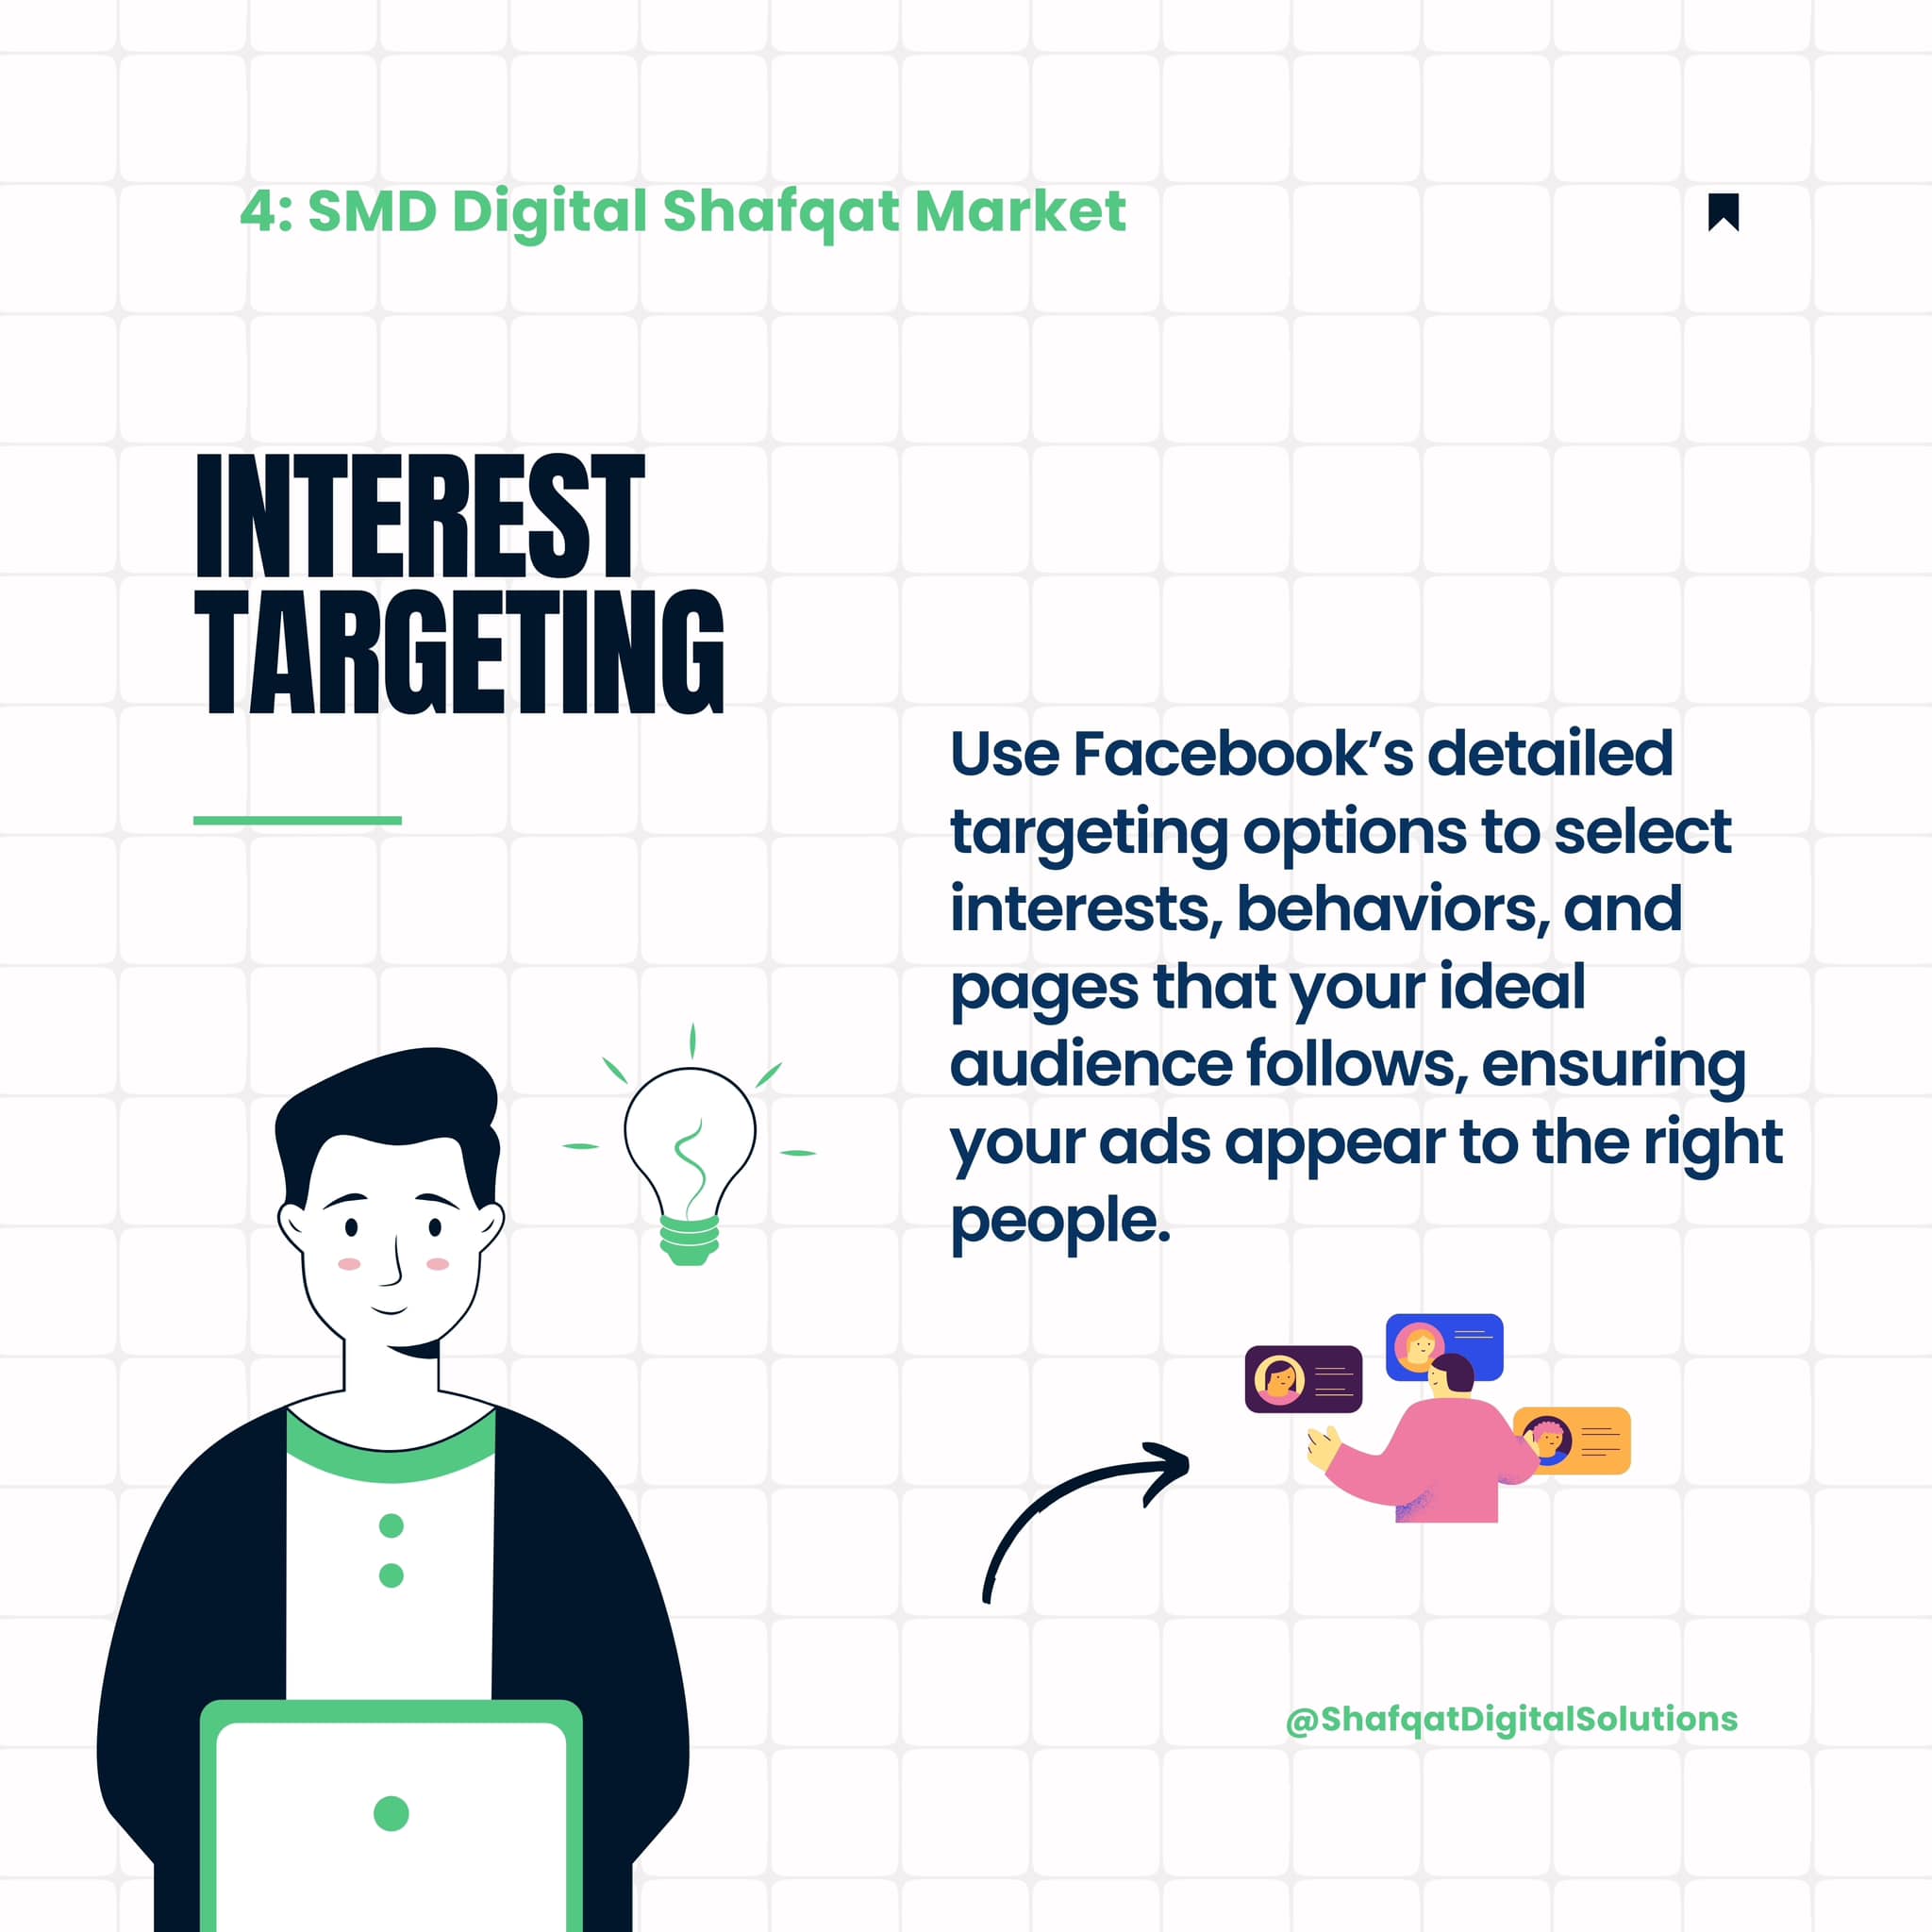 4: SMD Digital Shafqat Market
INTEREST
TARGETING
Use Facebook’s detailed
targeting options to select
interests, behaviors, and
pages that your ideal
audience follows, ensuring
your ads appear to the right
people.
@ShafqatDigitalSolutions